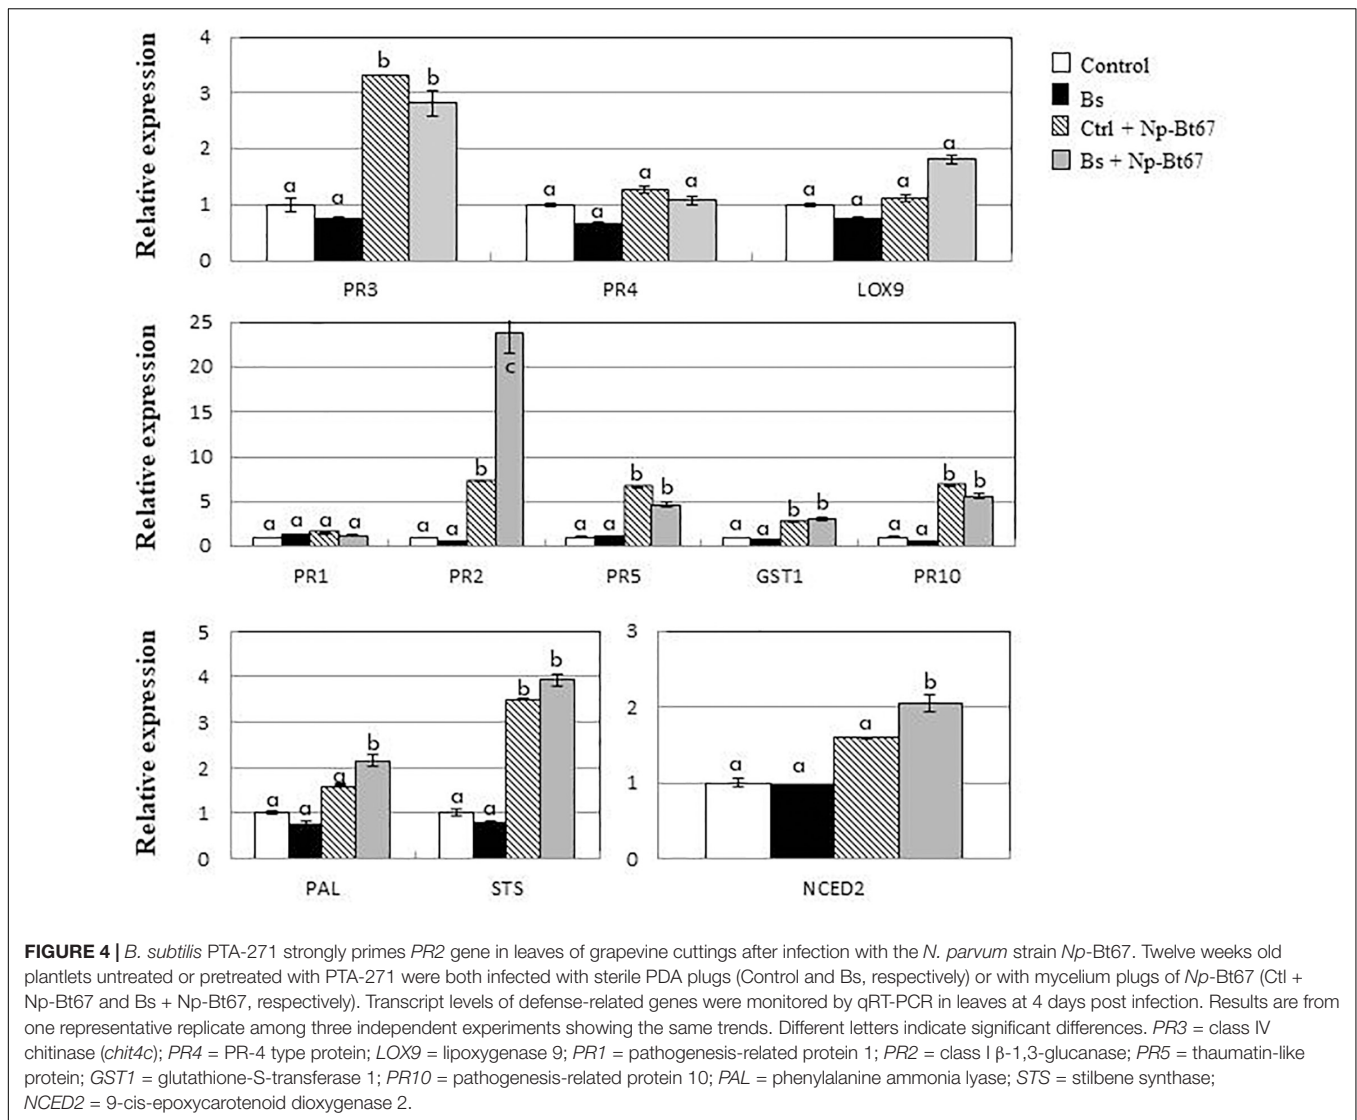 Relative expression
4
3
2
1
0
b
b
a
a
a
a
a
a
a
a
a
a
PR3 PR4 LOX9
Control
Bs
Ctrl + Np-Bt67
Bs + Np-Bt67
Relative expression
25
20
15
10
5
0
a a a a
a a b c
a a b b
a a b b
a a b b
PR1 PR2 PR5 GST1 PR10
Relative expression
5
4
3
2
1
0
a a a b
a a b b
PAL STS
3
2
1
0
a a a b
NCED2
FIGURE 4 | B. subtilis PTA-271 strongly primes PR2 gene in leaves of grapevine cuttings after infection with the N. parvum strain Np-Bt67. Twelve weeks old
plantlets untreated or pretreated with PTA-271 were both infected with sterile PDA plugs (Control and Bs, respectively) or with mycelium plugs of Np-Bt67 (Ctl +
Np-Bt67 and Bs + Np-Bt67, respectively). Transcript levels of defense-related genes were monitored by qRT-PCR in leaves at 4 days post infection. Results are from
one representative replicate among three independent experiments showing the same trends. Different letters indicate significant differences. PR3 = class IV
chitinase (chit4c); PR4 = PR-4 type protein; LOX9 = lipoxygenase 9; PR1 = pathogenesis-related protein 1; PR2 = class I β-1,3-glucanase; PR5 = thaumatin-like
protein; GST1 = glutathione-S-transferase 1; PR10 = pathogenesis-related protein 10; PAL = phenylalanine ammonia lyase; STS = stilbene synthase;
NCED2 = 9-cis-epoxycarotenoid dioxygenase 2.